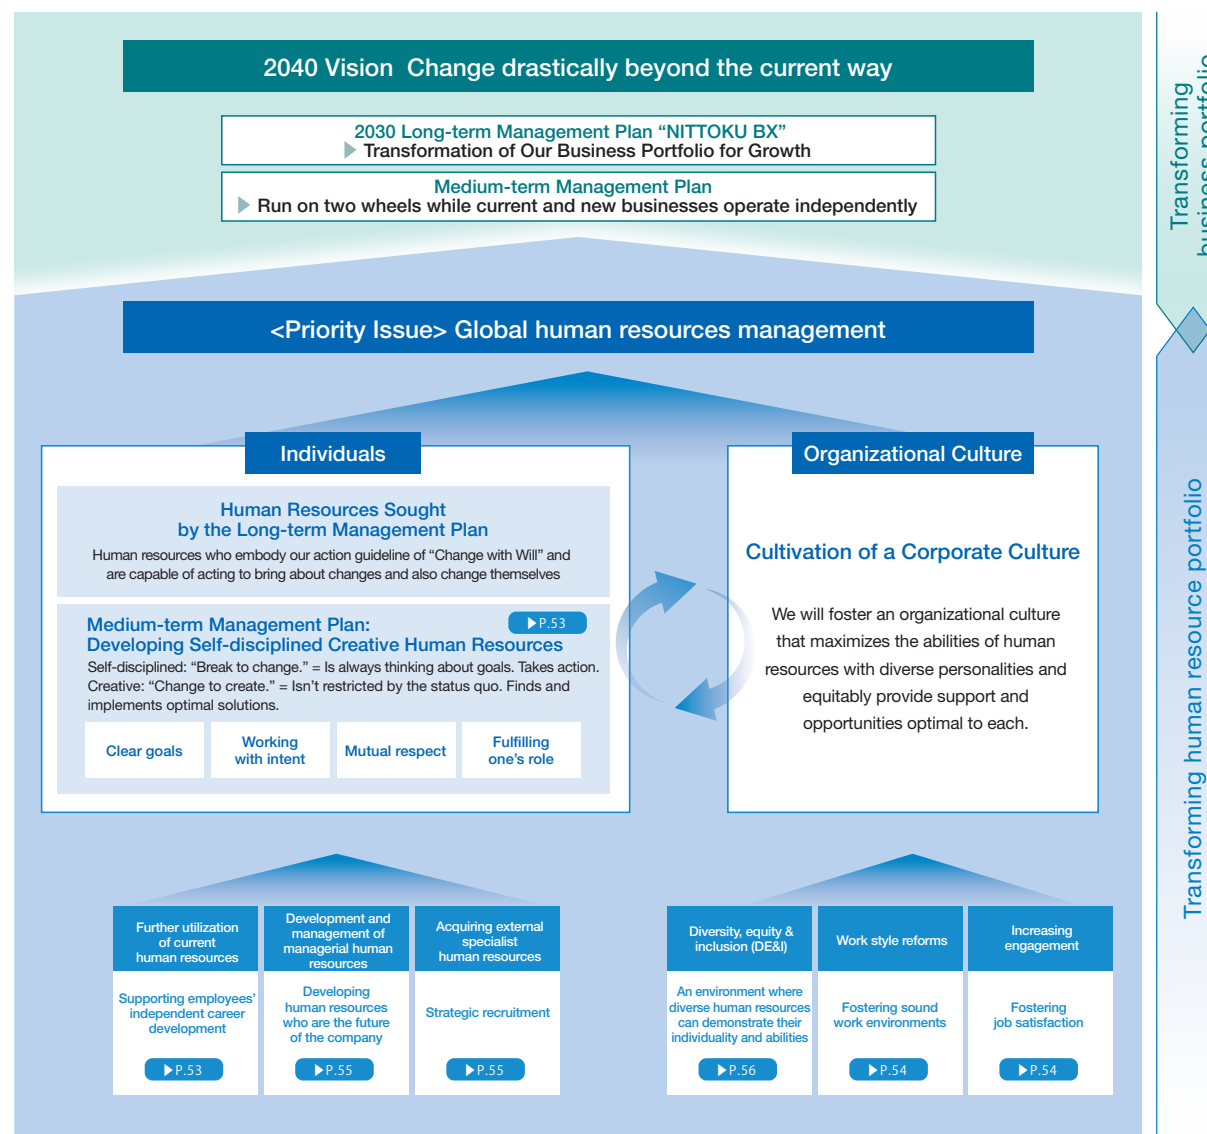 2040 Vision  Change drastically beyond the current way
2030 Long-term Management Plan “NITTOKU BX”
▶ Transformation of Our Business Portfolio for Growth
Medium-term Management Plan
▶ Run on two wheels while current and new businesses operate independently
<Priority Issue> Global human resources management
Individuals
Human Resources Sought
by the Long-term Management Plan
Human resources who embody our action guideline of “Change with Will” and
are capable of acting to bring about changes and also change themselves
Medium-term Management Plan:
▶P.53
Developing Self-disciplined Creative Human Resources
Self-disciplined: “Break to change.” = Is always thinking about goals. Takes action.
Creative: “Change to create.” = Isn’t restricted by the status quo. Finds and
implements optimal solutions.
Clear goals
Working
with intent
Mutual respect
Fulfilling
one’s role
Organizational Culture
Cultivation of a Corporate Culture
We will foster an organizational culture
that maximizes the abilities of human
resources with diverse personalities and
equitably provide support and
opportunities optimal to each.
Further utilization
of current
human resources
Supporting employees’
independent career
development
▶P.53
Development and
management of
managerial human
resources
Developing
human resources
who are the future
of the company
▶P.55
Acquiring external
specialist
human resources
Strategic recruitment
▶P.55
Diversity, equity &
inclusion (DE&I)
An environment where
diverse human resources
can demonstrate their
individuality and abilities
▶P.56
Work style reforms
Fostering sound
work environments
▶P.54
Increasing
engagement
Fostering
job satisfaction
▶P.54
Transforming
business portfolio
Transforming human resource portfolio